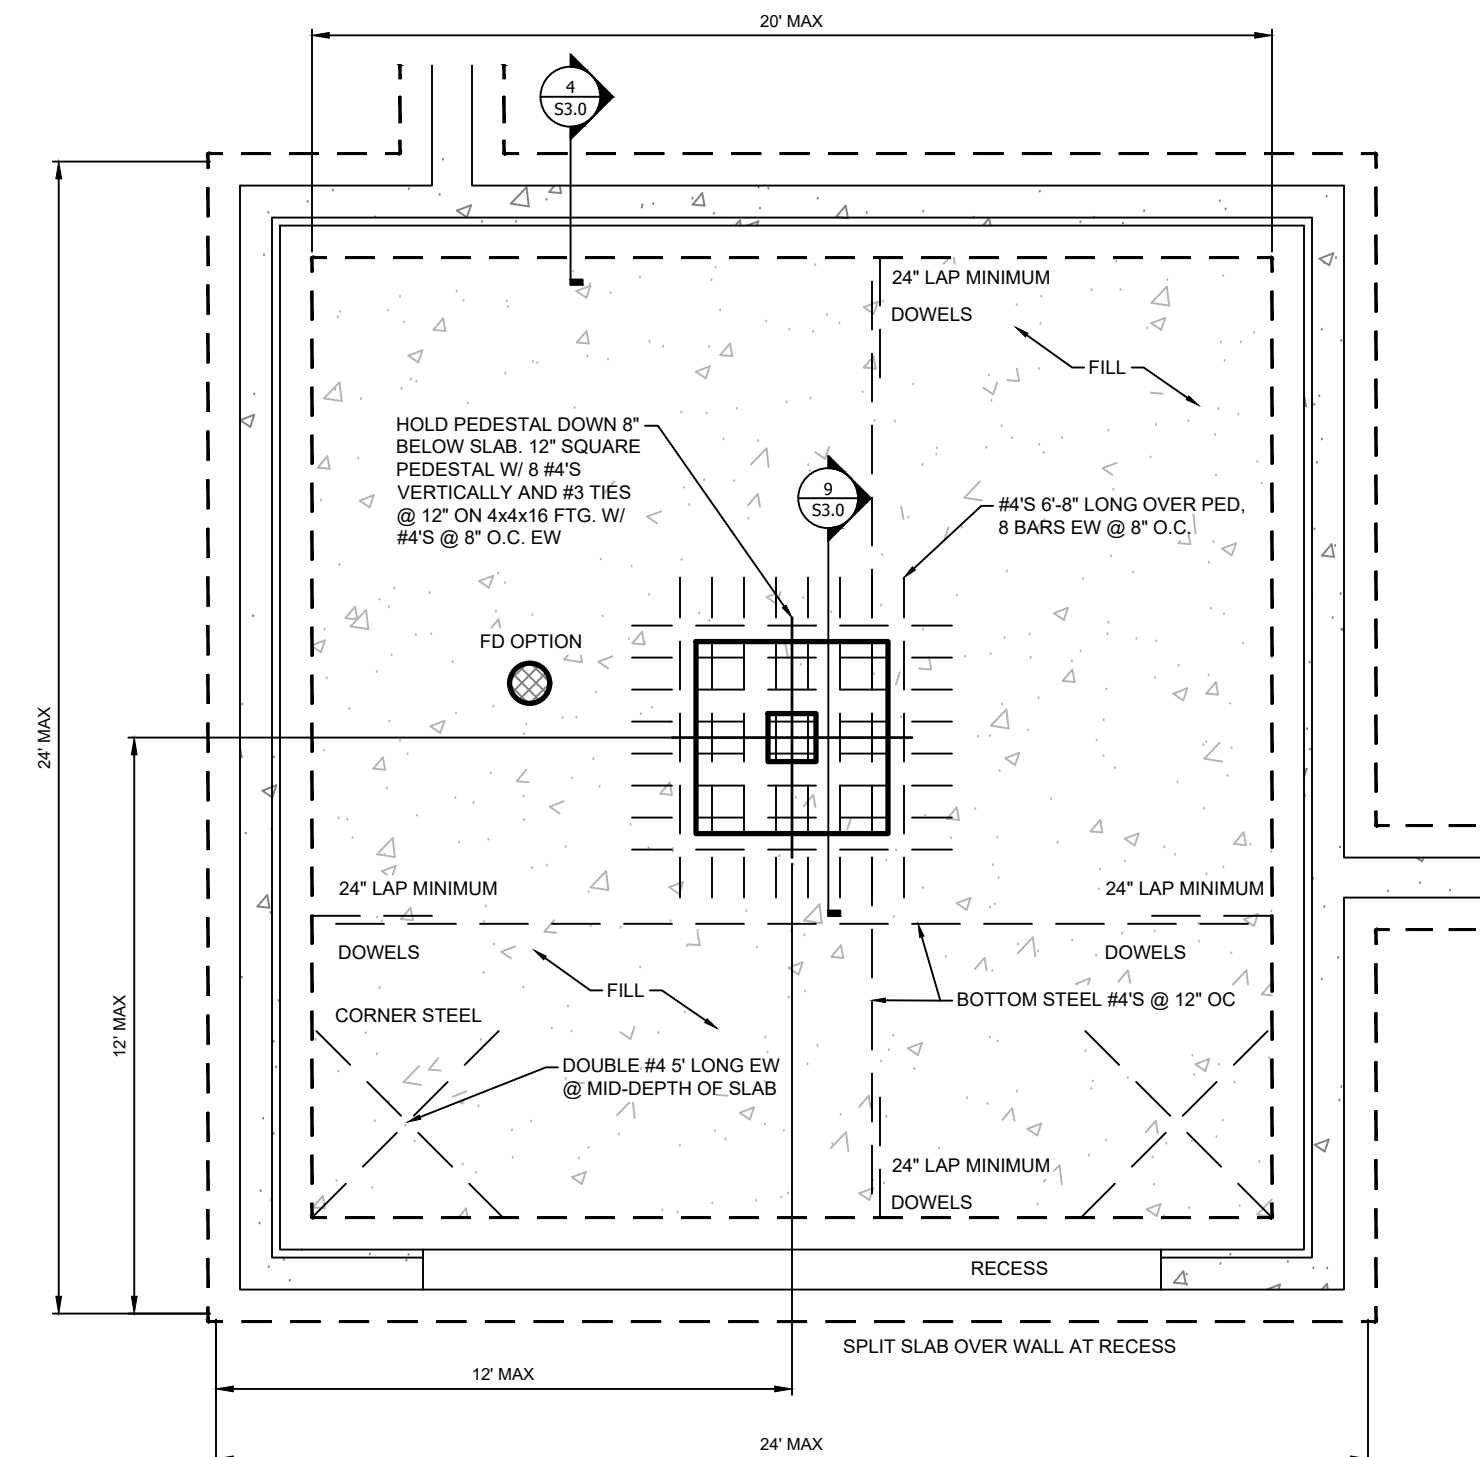 20' MAX
4
S3.0
24" LAP MINIMUM
DOWELS
FILL
HOLD PEDESTAL DOWN 8"
BELOW SLAB. 12" SQUARE
PEDESTAL W/ 8 #4'S
VERTICALLY AND #3 TIES
@ 12" ON 4x4x16 FTG. W/
#4'S @ 8" O.C. EW
9
S3.0
#4'S 6'-8" LONG OVER PED,
8 BARS EW @ 8" O.C.
FD OPTION
24' MAX
24" LAP MINIMUM
24" LAP MINIMUM
DOWELS
DOWELS
FILL
BOTTOM STEEL #4'S @ 12" OC
CORNER STEEL
12' MAX
DOUBLE #4 5' LONG EW
@ MID-DEPTH OF SLAB
24" LAP MINIMUM
DOWELS
RECESS
SPLIT SLAB OVER WALL AT RECESS
12' MAX
24' MAX